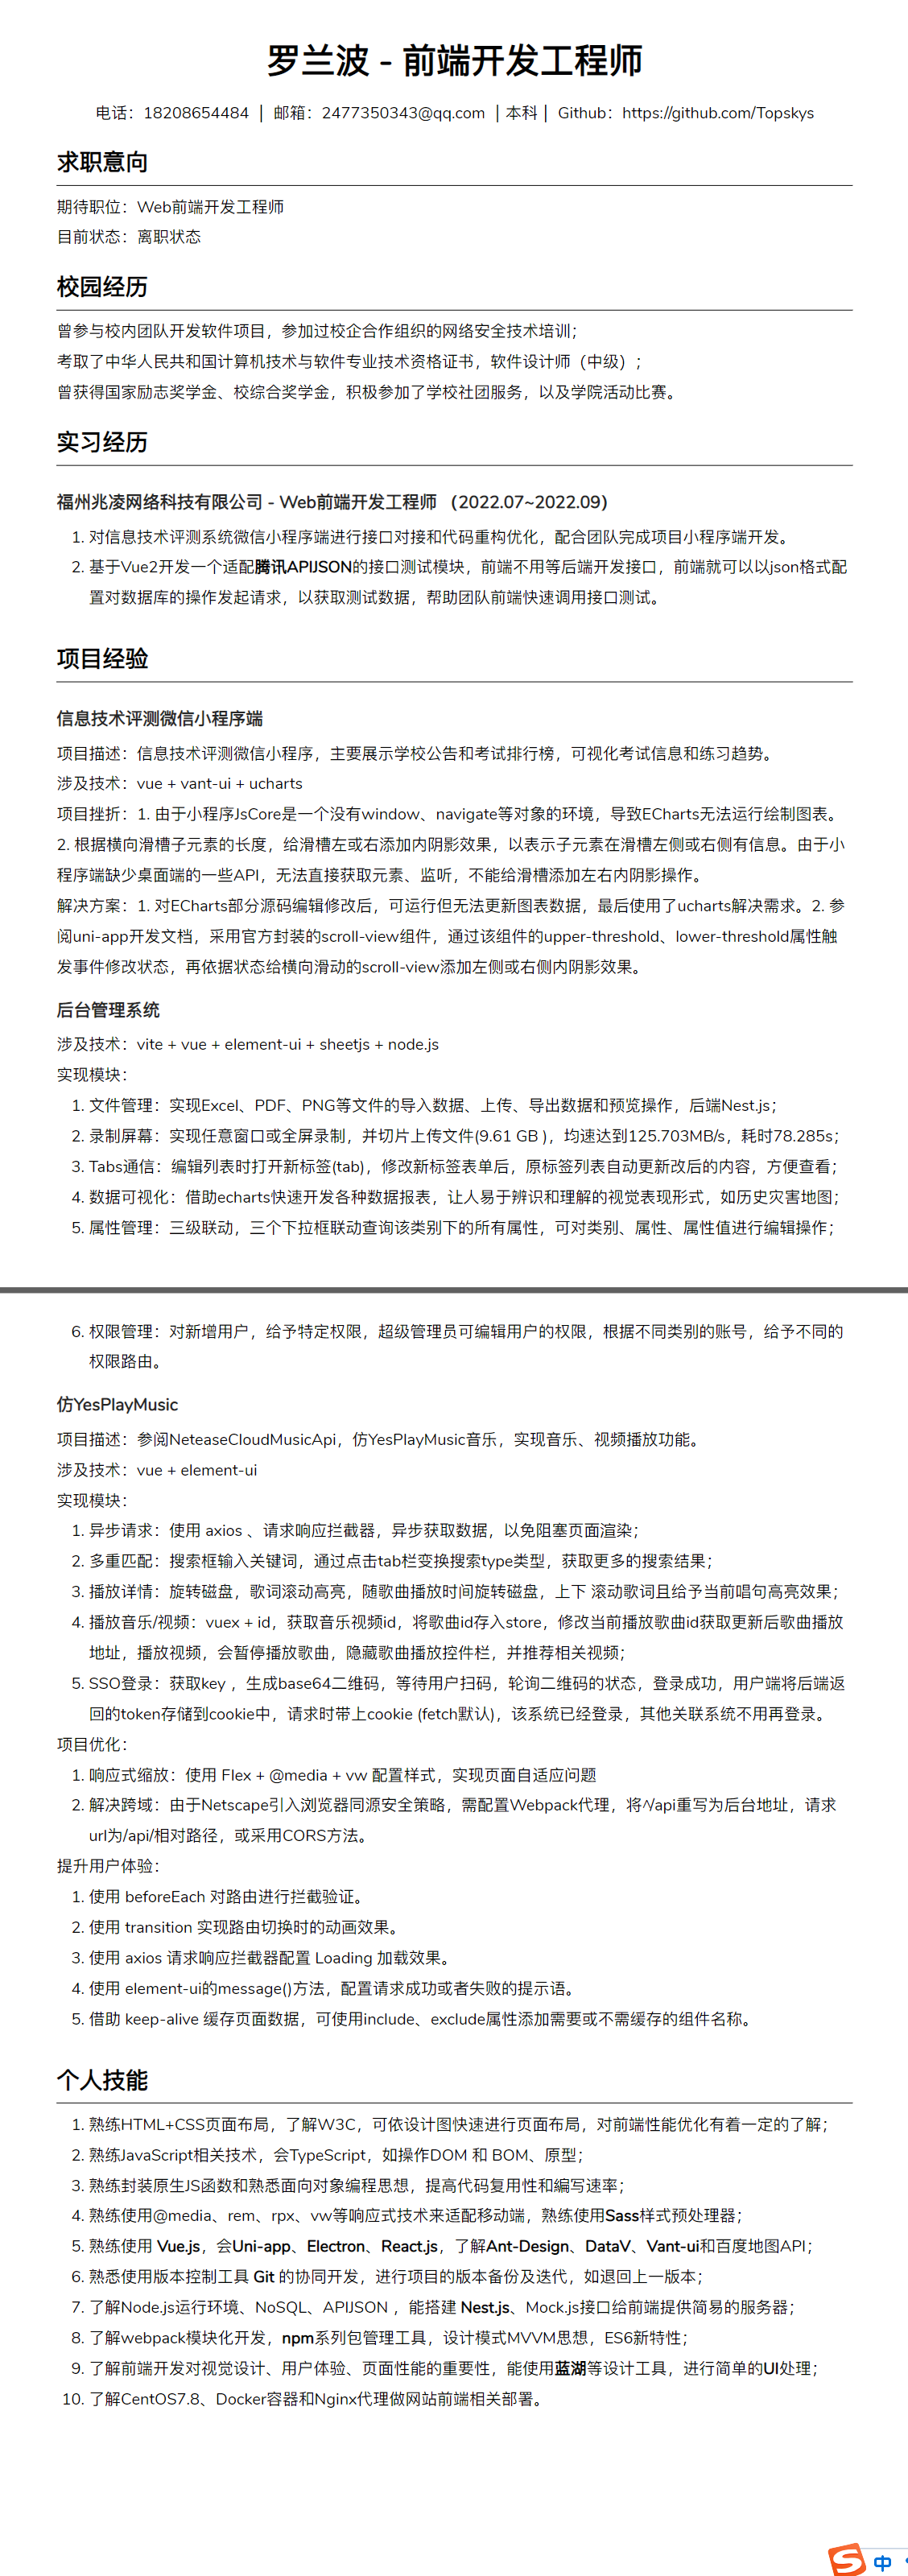 罗兰波 - 前端开发工程师
电话：18208654484 | 邮箱：2477350343@qq.com | 本科 | Github：https://github.com/Topskys
求职意向
期待职位：Web前端开发工程师
目前状态：离职状态
校园经历
曾参与校内团队开发软件项目，参加过校企合作组织的网络安全技术培训；
考取了中华人民共和国计算机技术与软件专业技术资格证书，软件设计师（中级）；
曾获得国家励志奖学金、校综合奖学金，积极参加了学校社团服务，以及学院活动比赛。
实习经历
福州兆凌网络科技有限公司 - Web前端开发工程师 （2022.07~2022.09）
1. 对信息技术评测系统微信小程序端进行接口对接和代码重构优化，配合团队完成项目小程序端开发。
2. 基于Vue2开发一个适配腾讯APIJSON的接口测试模块，前端不用等后端开发接口，前端就可以以json格式配
置对数据库的操作发起请求，以获取测试数据，帮助团队前端快速调用接口测试。
项目经验
信息技术评测微信小程序端
项目描述：信息技术评测微信小程序，主要展示学校公告和考试排行榜，可视化考试信息和练习趋势。
涉及技术：vue + vant-ui + ucharts
项目挫折：1. 由于小程序JsCore是一个没有window、navigate等对象的环境，导致ECharts无法运行绘制图表。
2. 根据横向滑槽子元素的长度，给滑槽左或右添加内阴影效果，以表示子元素在滑槽左侧或右侧有信息。由于小
程序端缺少桌面端的一些API，无法直接获取元素、监听，不能给滑槽添加左右内阴影操作。
解决方案：1. 对ECharts部分源码编辑修改后，可运行但无法更新图表数据，最后使用了ucharts解决需求。2. 参
阅uni-app开发文档，采用官方封装的scroll-view组件，通过该组件的upper-threshold、lower-threshold属性触
发事件修改状态，再依据状态给横向滑动的scroll-view添加左侧或右侧内阴影效果。
后台管理系统
涉及技术：vite + vue + element-ui + sheetjs + node.js
实现模块：
1. 文件管理：实现Excel、PDF、PNG等文件的导入数据、上传、导出数据和预览操作，后端Nest.js；
2. 录制屏幕：实现任意窗口或全屏录制，并切片上传文件(9.61 GB )，均速达到125.703MB/s，耗时78.285s；
3. Tabs通信：编辑列表时打开新标签(tab)，修改新标签表单后，原标签列表自动更新改后的内容，方便查看；
4. 数据可视化：借助echarts快速开发各种数据报表，让人易于辨识和理解的视觉表现形式，如历史灾害地图；
5. 属性管理：三级联动，三个下拉框联动查询该类别下的所有属性，可对类别、属性、属性值进行编辑操作；
6. 权限管理：对新增用户，给予特定权限，超级管理员可编辑用户的权限，根据不同类别的账号，给予不同的
权限路由。
仿YesPlayMusic
项目描述：参阅NeteaseCloudMusicApi，仿YesPlayMusic音乐，实现音乐、视频播放功能。
涉及技术：vue + element-ui
实现模块：
1. 异步请求：使用 axios 、请求响应拦截器，异步获取数据，以免阻塞页面渲染；
2. 多重匹配：搜索框输入关键词，通过点击tab栏变换搜索type类型，获取更多的搜索结果；
3. 播放详情：旋转磁盘，歌词滚动高亮，随歌曲播放时间旋转磁盘，上下 滚动歌词且给予当前唱句高亮效果；
4. 播放音乐/视频：vuex + id，获取音乐视频id，将歌曲id存入store，修改当前播放歌曲id获取更新后歌曲播放
地址，播放视频，会暂停播放歌曲，隐藏歌曲播放控件栏，并推荐相关视频；
5. SSO登录：获取key ，生成base64二维码，等待用户扫码，轮询二维码的状态，登录成功，用户端将后端返
回的token存储到cookie中，请求时带上cookie (fetch默认)，该系统已经登录，其他关联系统不用再登录。
项目优化：
1. 响应式缩放：使用 Flex + @media + vw 配置样式，实现页面自适应问题
2. 解决跨域：由于Netscape引入浏览器同源安全策略，需配置Webpack代理，将^/api重写为后台地址，请求
url为/api/相对路径，或采用CORS方法。
提升用户体验：
1. 使用 beforeEach 对路由进行拦截验证。
2. 使用 transition 实现路由切换时的动画效果。
3. 使用 axios 请求响应拦截器配置 Loading 加载效果。
4. 使用 element-ui的message()方法，配置请求成功或者失败的提示语。
5. 借助 keep-alive 缓存页面数据，可使用include、exclude属性添加需要或不需缓存的组件名称。
个人技能
1. 熟练HTML+CSS页面布局，了解W3C，可依设计图快速进行页面布局，对前端性能优化有着一定的了解；
2. 熟练JavaScript相关技术，会TypeScript，如操作DOM 和 BOM、原型；
3. 熟练封装原生JS函数和熟悉面向对象编程思想，提高代码复用性和编写速率；
4. 熟练使用@media、rem、rpx、vw等响应式技术来适配移动端，熟练使用Sass样式预处理器；
5. 熟练使用 Vue.js，会Uni-app、Electron、React.js，了解Ant-Design、DataV、Vant-ui和百度地图API；
6. 熟悉使用版本控制工具 Git 的协同开发，进行项目的版本备份及迭代，如退回上一版本；
7. 了解Node.js运行环境、NoSQL、APIJSON ，能搭建 Nest.js、Mock.js接口给前端提供简易的服务器；
8. 了解webpack模块化开发，npm系列包管理工具，设计模式MVVM思想，ES6新特性；
9. 了解前端开发对视觉设计、用户体验、页面性能的重要性，能使用蓝湖等设计工具，进行简单的UI处理；
10. 了解CentOS7.8、Docker容器和Nginx代理做网站前端相关部署。
S 中